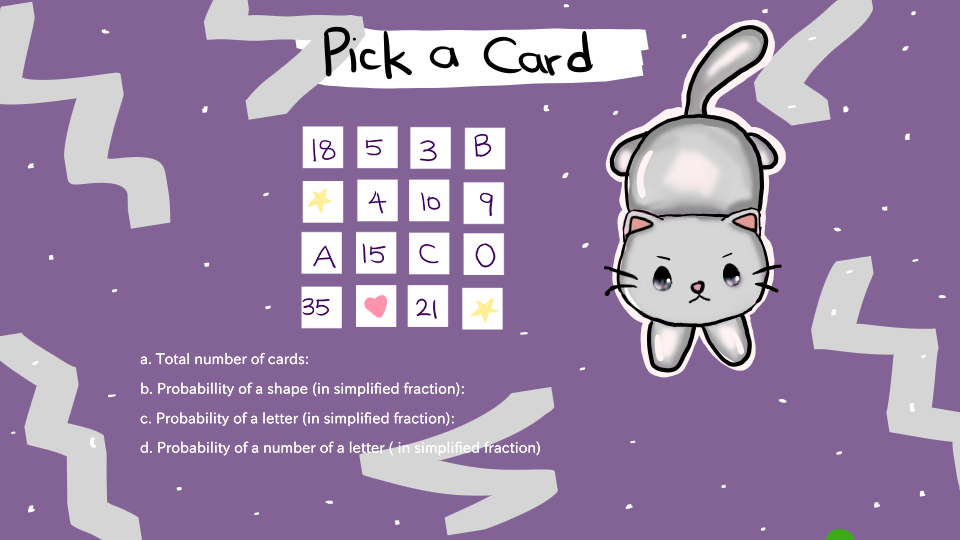 Pick a Card
18 5 3 B
4 10 9
A 15 C O
35 21
a. Total number of cards:
b. Probabillity of a shape (in simplified fraction):
c. Probability of a letter (in simplified fraction):
d. Probability of a number of a letter ( in simplified fraction)